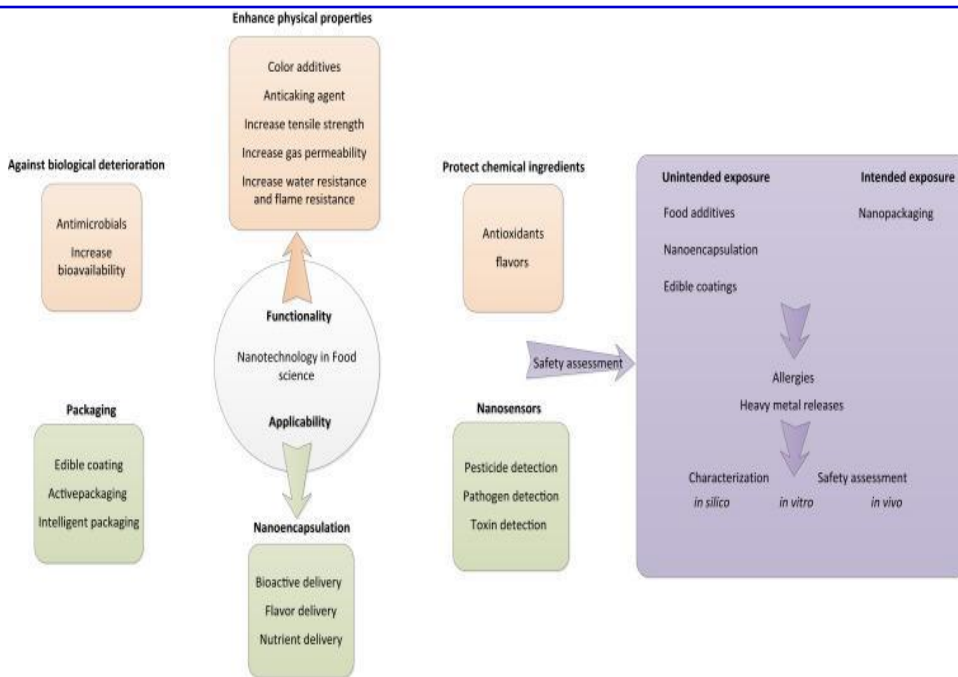 Enhance physical properties
Color additives
Anticaking agent
Increase tensile strength
Increase gas permeability
Increase water resistance
and flame resistance
Against biological deterioration
Antimicrobials
Increase
bioavailability
Protect chemical ingredients
Antioxidants
flavors
Functionality
Nanotechnology in Food
science
Applicability
Packaging
Edible coating
Activepackaging
Intelligent packaging
Nanoencapsulation
Bioactive delivery
Flavor delivery
Nutrient delivery
Nanosensors
Pesticide detection
Pathogen detection
Toxin detection
Safety assessment
Unintended exposure
Intended exposure
Food additives
Nanopackaging
Nanoencapsulation
Edible coatings
Allergies
Heavy metal releases
Characterization
Safety assessment
in silico
in vitro
in vivo